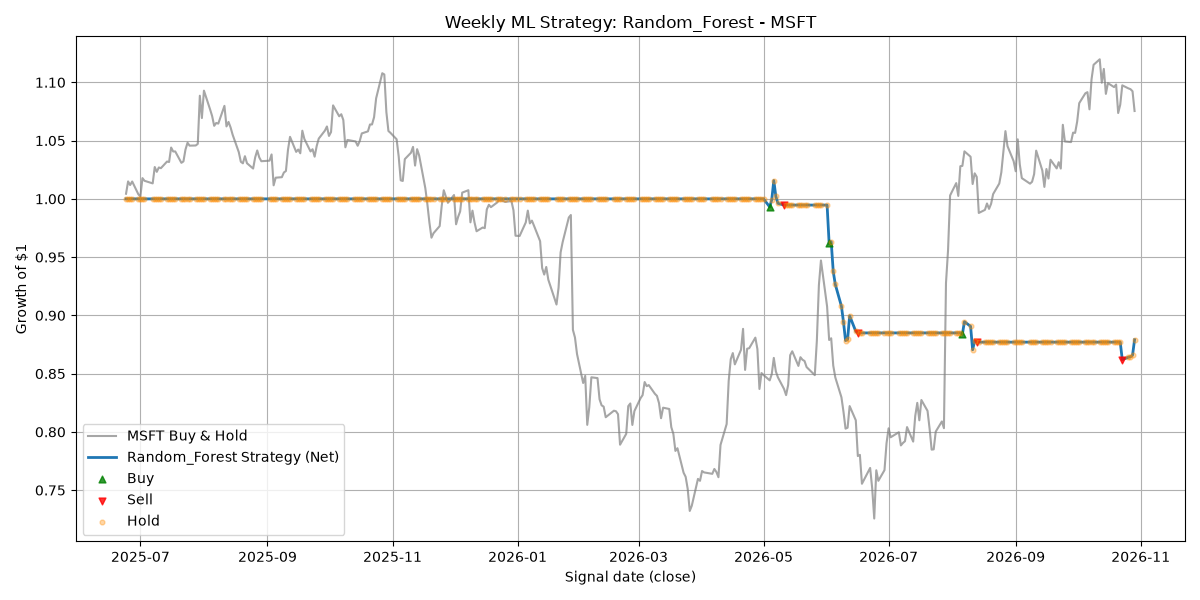 Weekly ML Strategy: Random_Forest - MSFT
Growth of $1
1.10
1.05
1.00
0.95
0.90
0.85
0.80
0.75
MSFT Buy & Hold
Random_Forest Strategy (Net)
Buy
Sell
Hold
2025-07 2025-09 2025-11 2026-01 2026-03 2026-05 2026-07 2026-09 2026-11
Signal date (close)